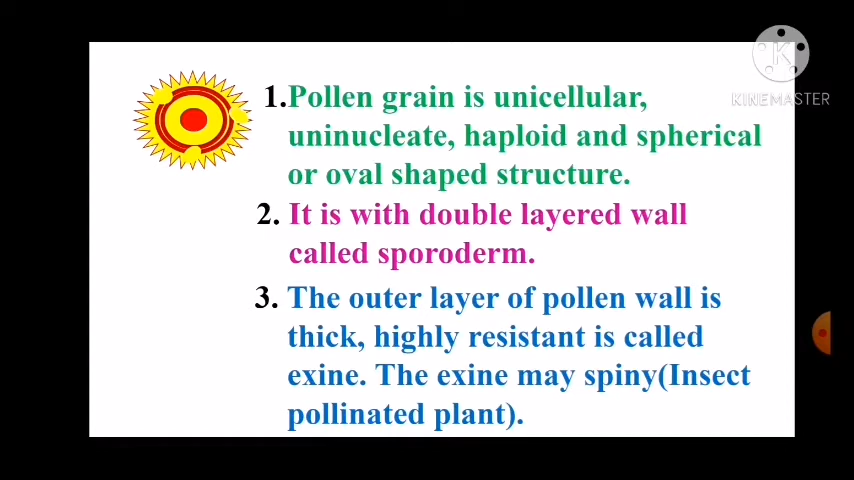 1.Pollen grain is unicellular,
uninucleate, haploid and spherical
or oval shaped structure.
2. It is with double layered wall
called sporoderm.
3. The outer layer of pollen wall is
thick, highly resistant is called
exine. The exine may spiny(Insect
pollinated plant).
K
KINEMASTER